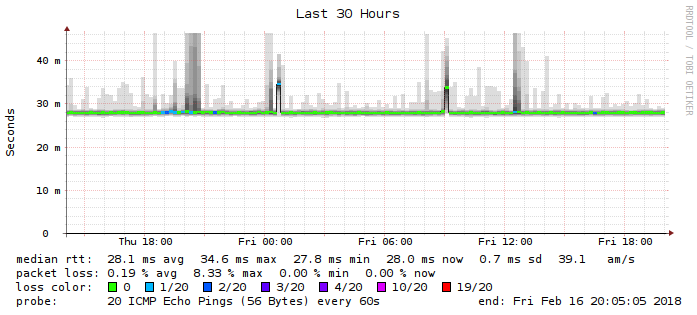 Last 30 Hours
RRDTOOL / TOBI OETIKER
Seconds
40 m
30 m
20 m
10 m
0
Thu 18:00 Fri 00:00 Fri 06:00 Fri 12:00 Fri 18:00
median rtt: 28.1 ms avg 34.6 ms max 27.8 ms min 28.0 ms now 0.7 ms sd 39.1 am/s
packet loss: 0.19 % avg 8.33 % max 0.00 % min 0.00 % now
loss color: 0 1/20 2/20 3/20 4/20 10/20 19/20
probe: 20 ICMP Echo Pings (56 Bytes) every 60s end: Fri Feb 16 20:05:05 2018